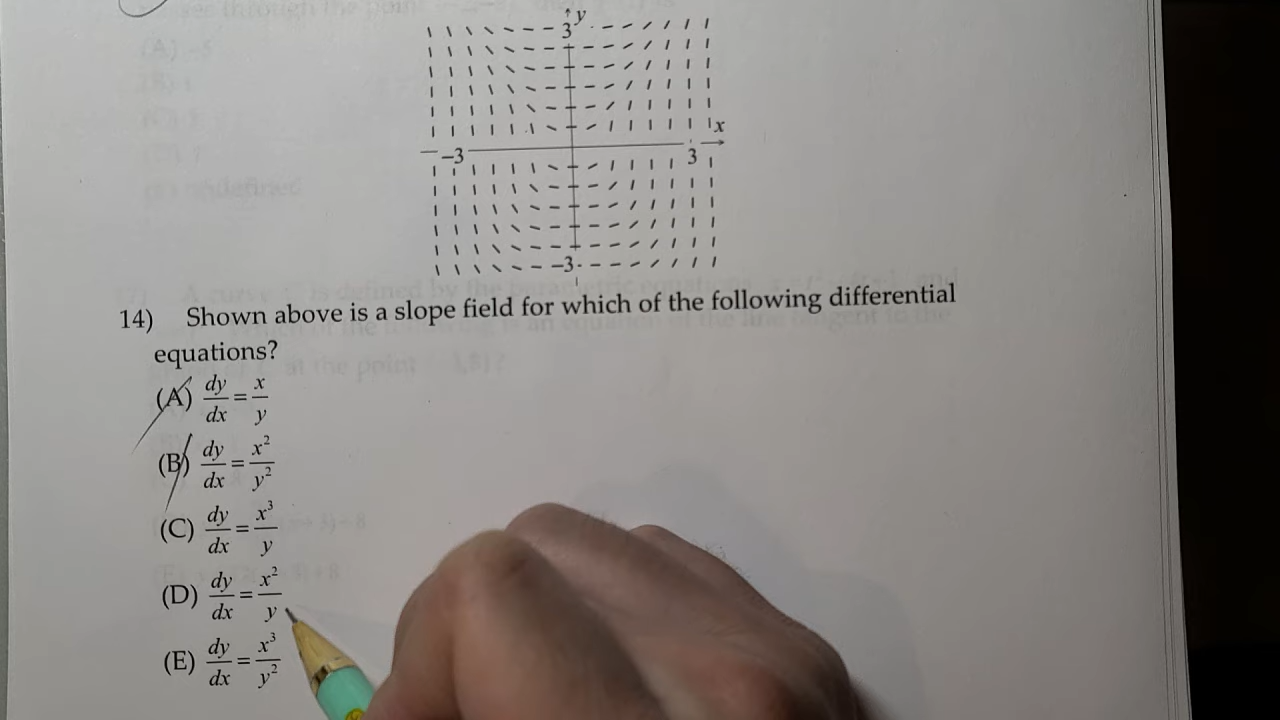 y
3
x
−3
3
−3
14) Shown above is a slope field for which of the following differential
equations?
(A) dy/dx = x/y
(B) dy/dx = x²/y²
(C) dy/dx = x³/y
(D) dy/dx = x²/y
(E) dy/dx = x³/y²